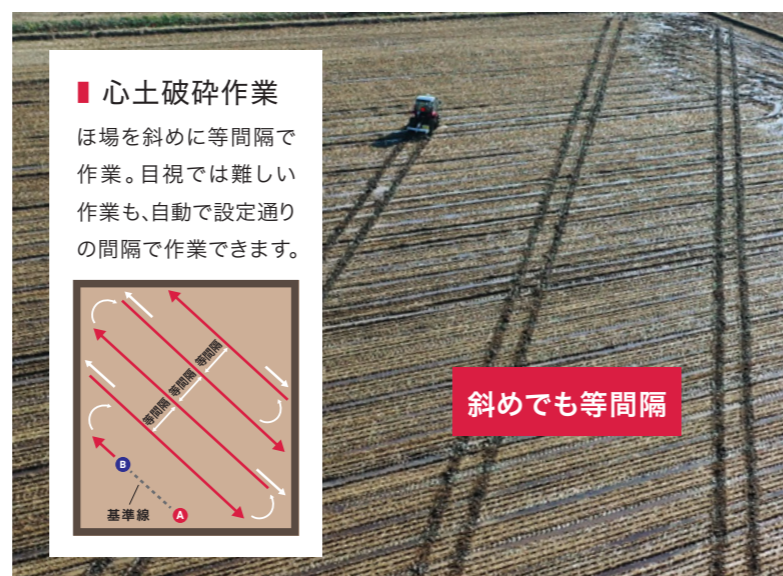 心土破砕作業
ほ場を斜めに等間隔で
作業。目視では難しい
作業も、自動で設定通り
の間隔で作業できます。
等間隔
等間隔
等間隔
B
基準線
A
斜めでも等間隔